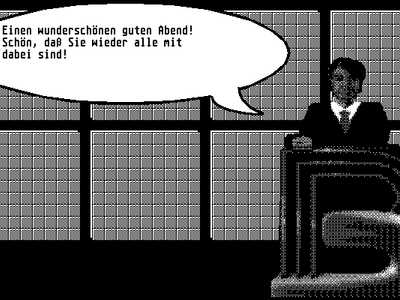 Einen wunderschönen guten Abend!
Schön, daß Sie wieder alle mit
dabei sind!